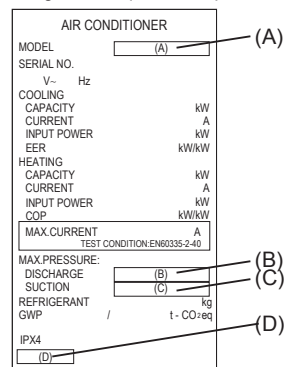 AIR CONDITIONER
MODEL (A) (A)
SERIAL NO.
V~ Hz
COOLING
CAPACITY kW
CURRENT A
INPUT POWER kW
EER kW/kW
HEATING
CAPACITY kW
CURRENT A
INPUT POWER kW
COP kW/kW
MAX.CURRENT A
TEST CONDITION:EN60335-2-40
MAX.PRESSURE:
DISCHARGE (B) (B)
SUCTION (C) (C)
REFRIGERANT kg
GWP / t - CO2eq
(D)
IPX4
(D)